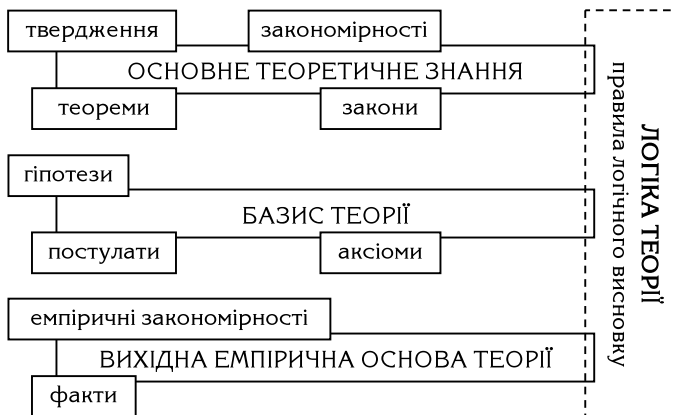 твердження
закономірності
ОСНОВНЕ ТЕОРЕТИЧНЕ ЗНАННЯ
теореми
закони
гіпотези
БАЗИС ТЕОРІЇ
постулати
аксіоми
емпіричні закономірності
ВИХІДНА ЕМПІРИЧНА ОСНОВА ТЕОРІЇ
факти
ЛОГІКА ТЕОРІЇ
правила логічного висновку